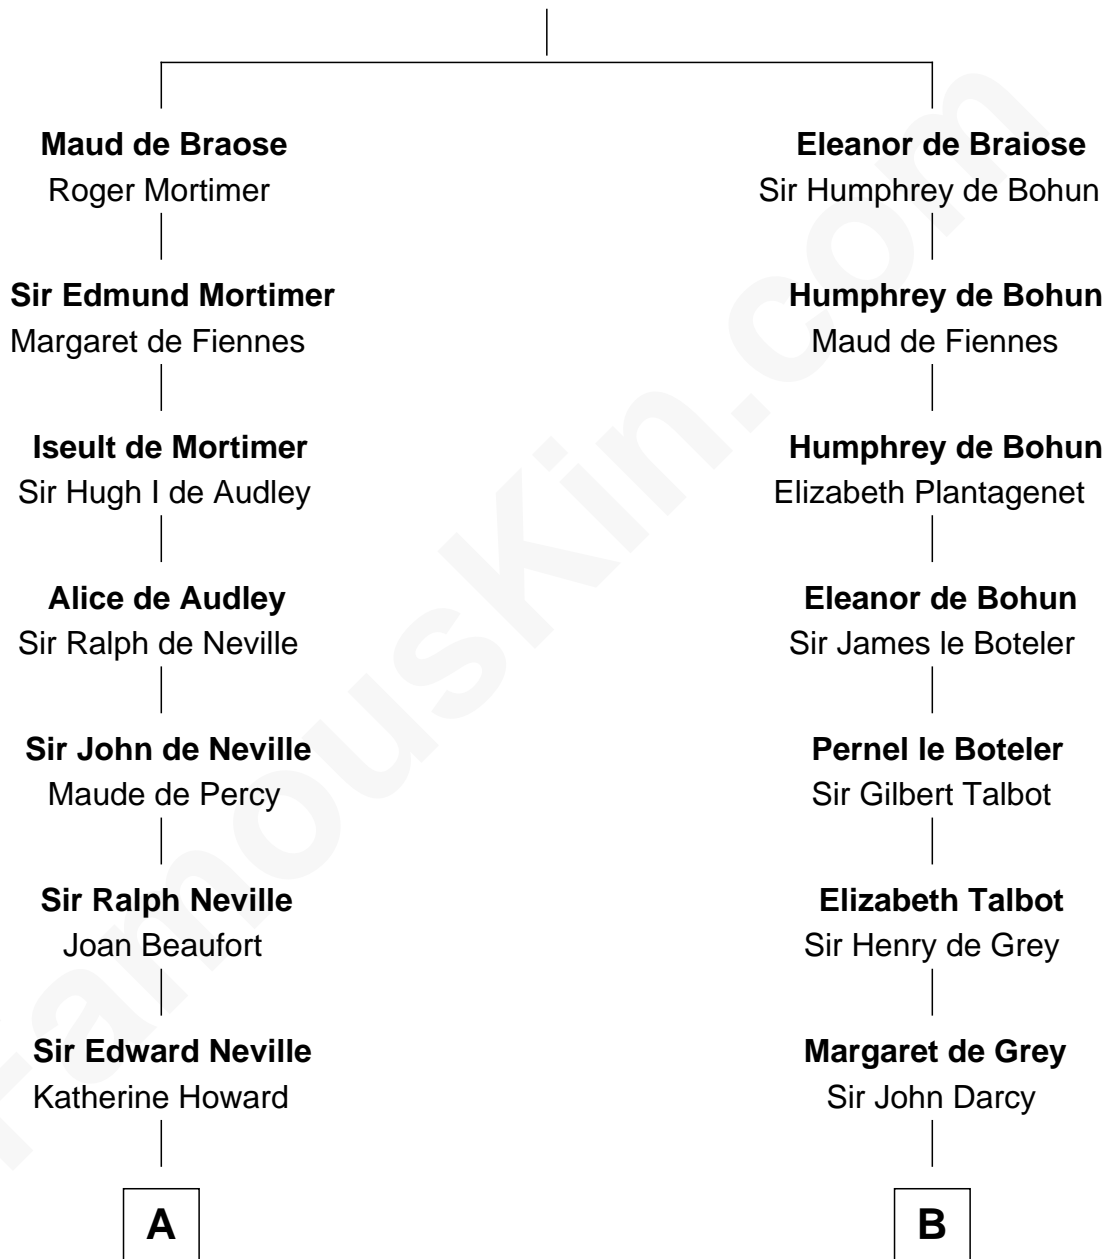 Maud de Braose
Roger Mortimer
Sir Edmund Mortimer
Margaret de Fiennes
Iseult de Mortimer
Sir Hugh I de Audley
Alice de Audley
Sir Ralph de Neville
Sir John de Neville
Maude de Percy
Sir Ralph Neville
Joan Beaufort
Sir Edward Neville
Katherine Howard
A
Eleanor de Braiose
Sir Humphrey de Bohun
Humphrey de Bohun
Maud de Fiennes
Humphrey de Bohun
Elizabeth Plantagenet
Eleanor de Bohun
Sir James le Boteler
Pernel le Boteler
Sir Gilbert Talbot
Elizabeth Talbot
Sir Henry de Grey
Margaret de Grey
Sir John Darcy
B
FamousKin.com